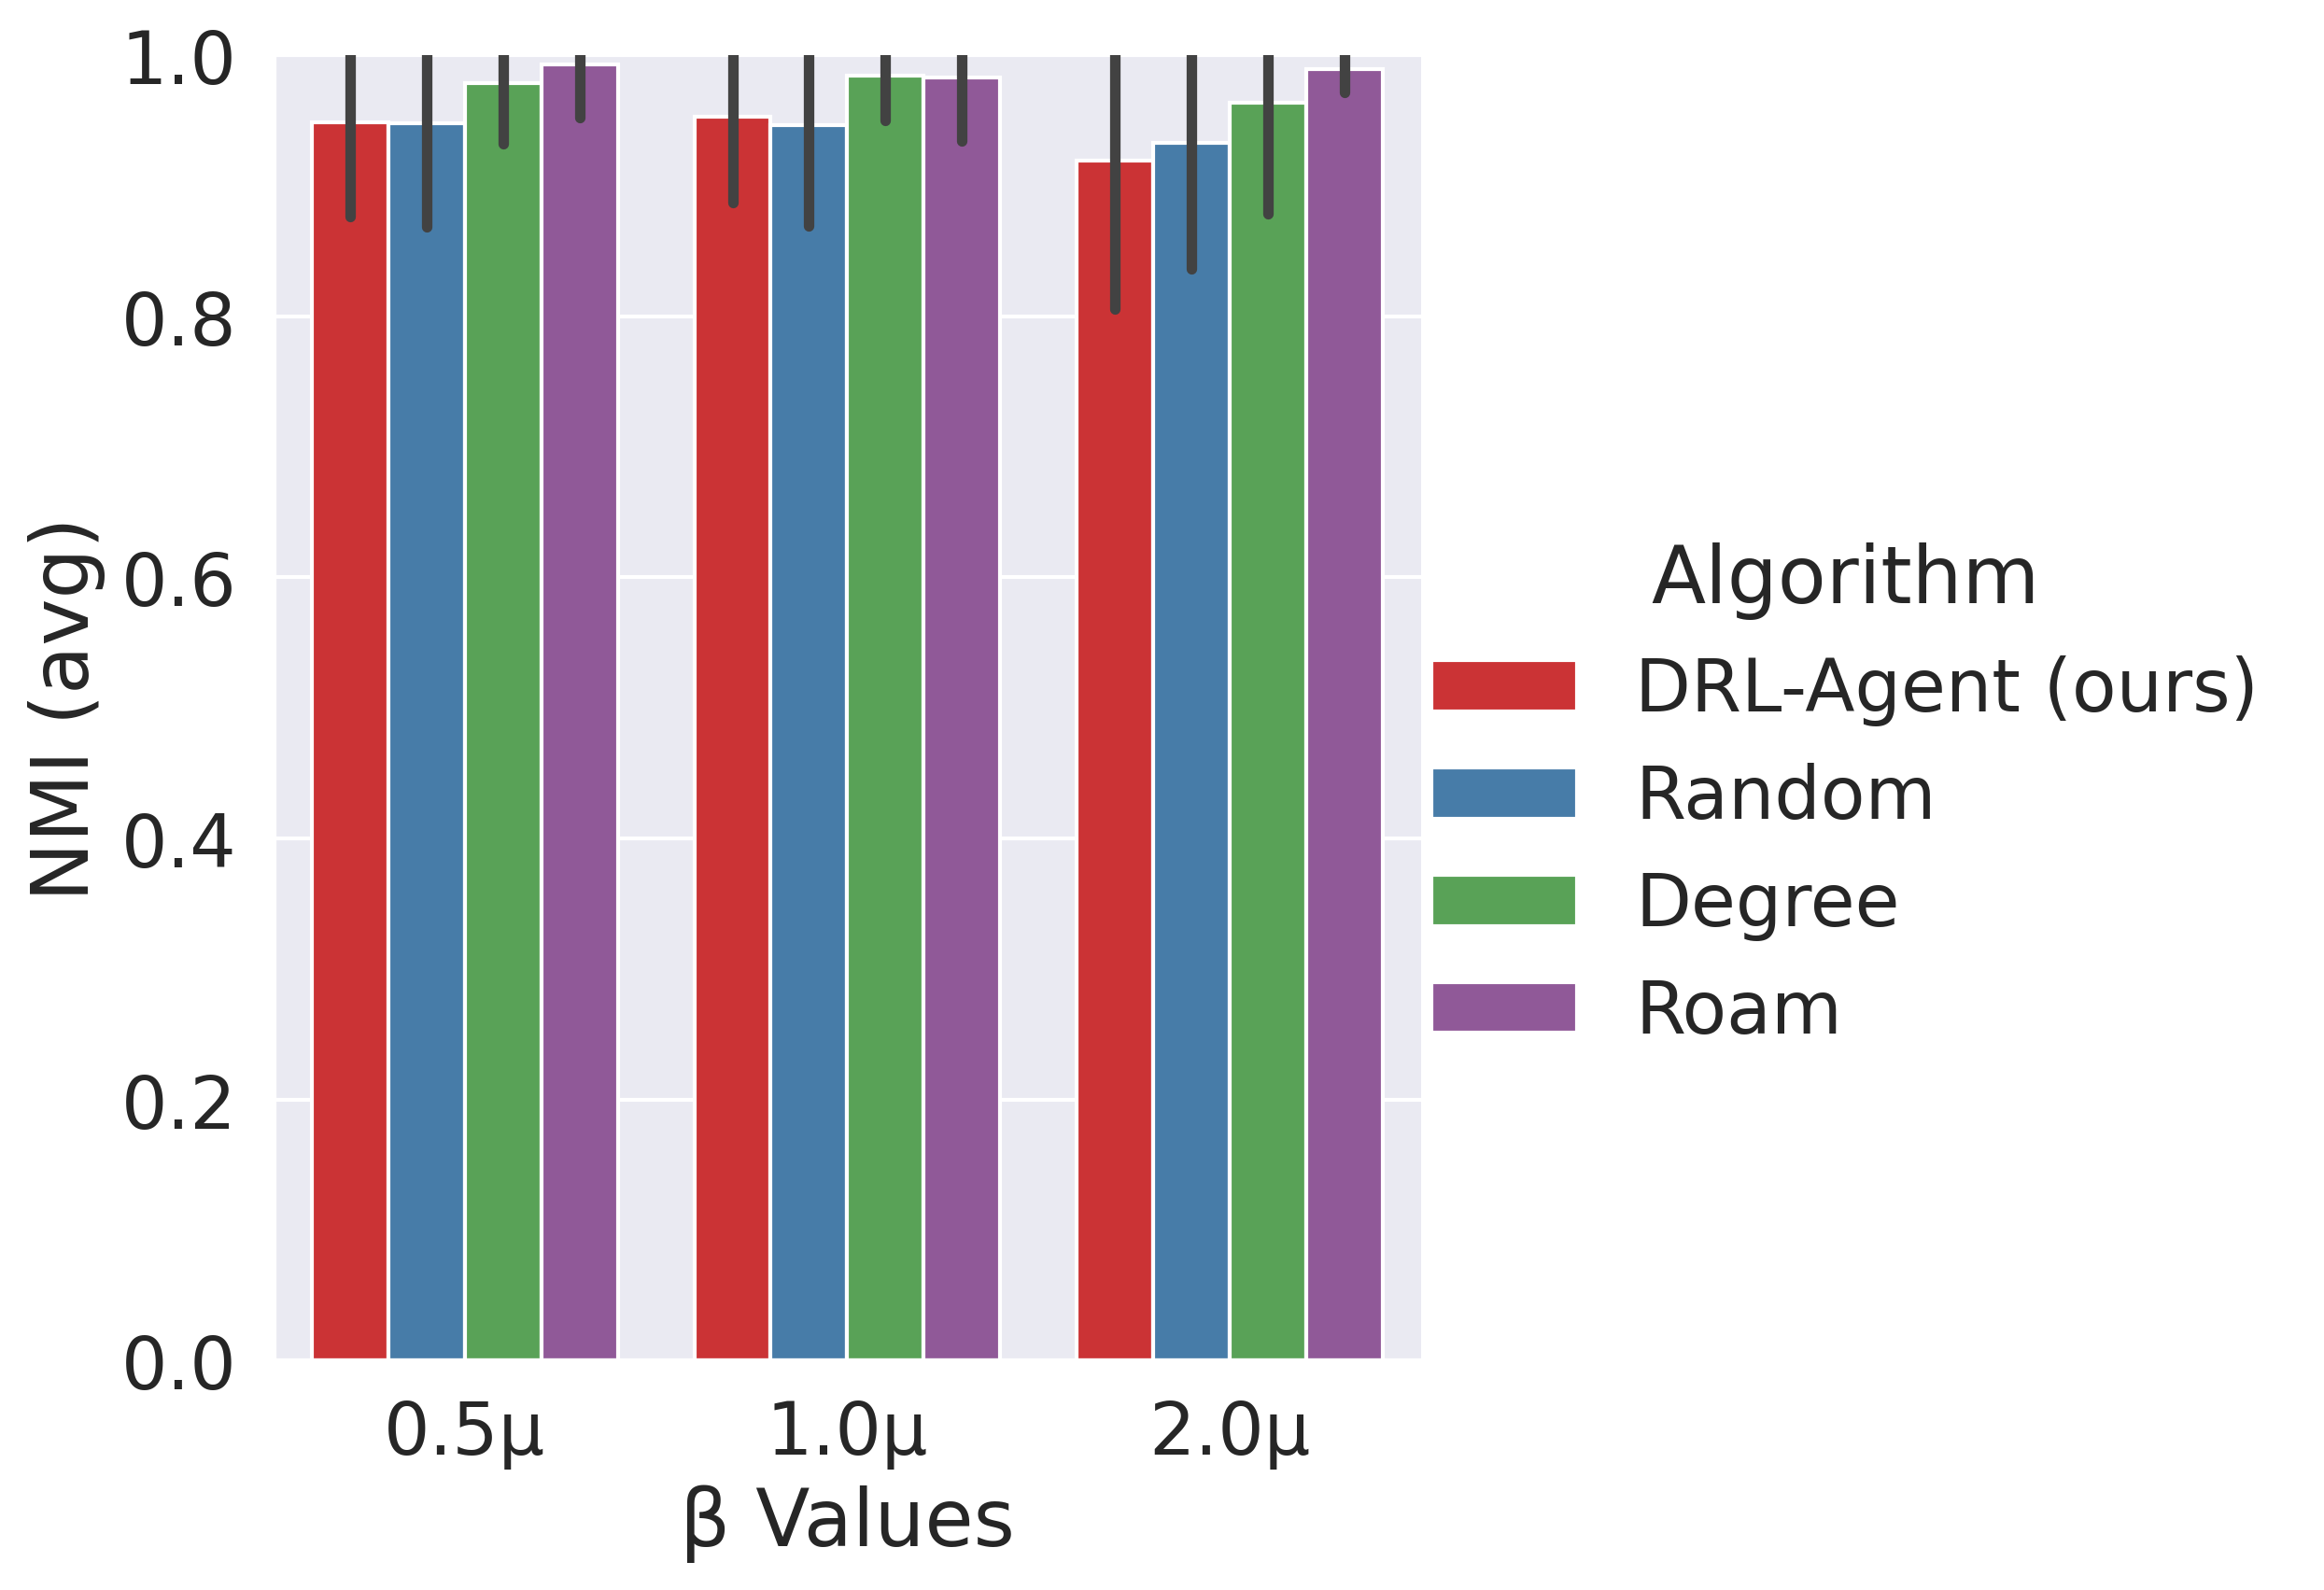 1.0
0.8
0.6
0.4
0.2
0.0
NMI (avg)
0.5μ 1.0μ 2.0μ
β Values
Algorithm
DRL-Agent (ours)
Random
Degree
Roam